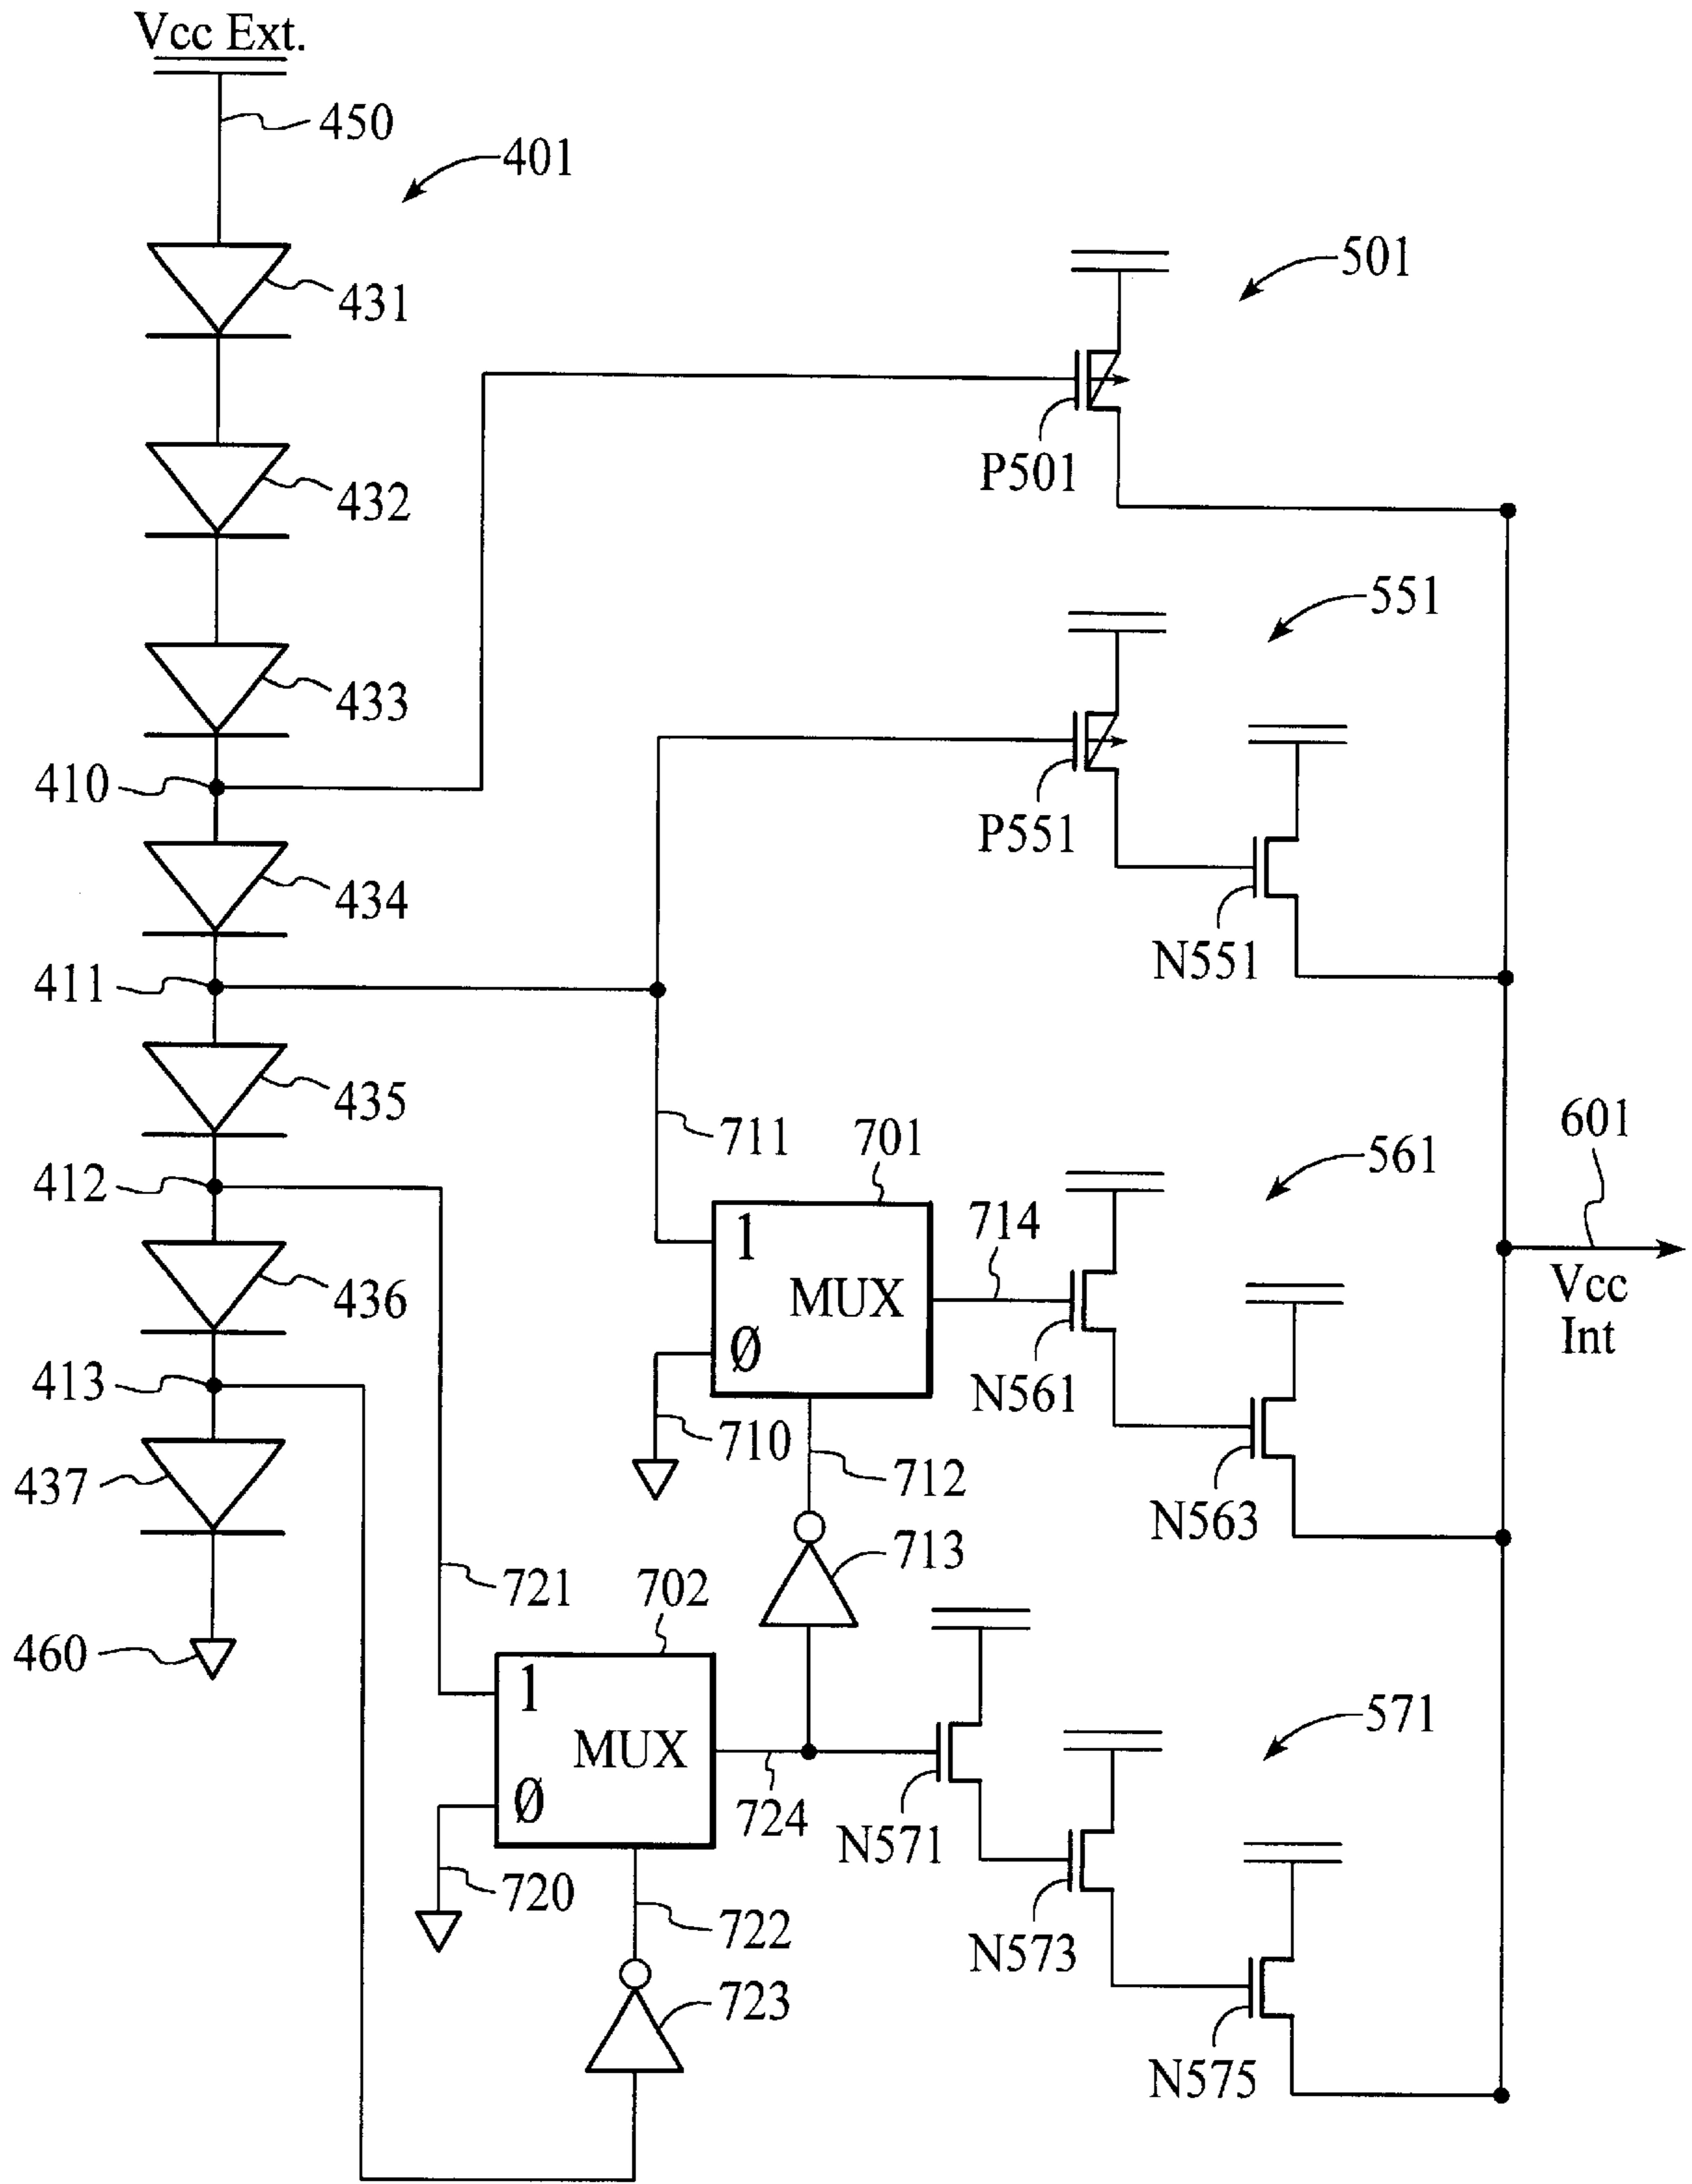 Vcc Ext.
450
401
431
501
432
P501
433
551
410
P551
434
N551
411
435
711
701
601
561
412
1
714
Vcc
Int
436
MUX
Ø
413
N561
710
712
437
N563
713
721
702
460
1
571
MUX
Ø
724
N571
720
722
N573
723
N575